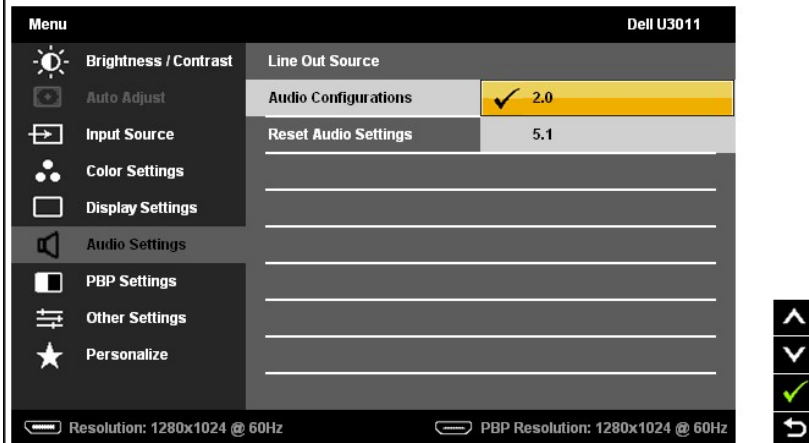 Menu Dell U3011
Brightness / Contrast Line Out Source
Auto Adjust Audio Configurations 2.0
Input Source Reset Audio Settings 5.1
Color Settings
Display Settings
Audio Settings
PBP Settings
Other Settings
Personalize
Resolution: 1280x1024 @ 60Hz PBP Resolution: 1280x1024 @ 60Hz